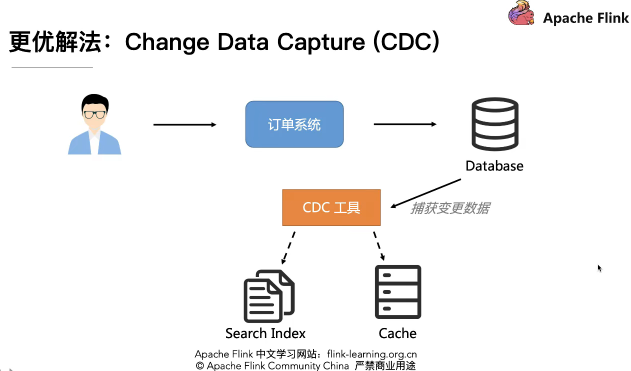 Apache Flink
更优解法：Change Data Capture (CDC)
订单系统
Database
CDC 工具
捕获变更数据
Search Index
Cache
Apache Flink 中文学习网站：flink-learning.org.cn
© Apache Flink Community China 严禁商业用途